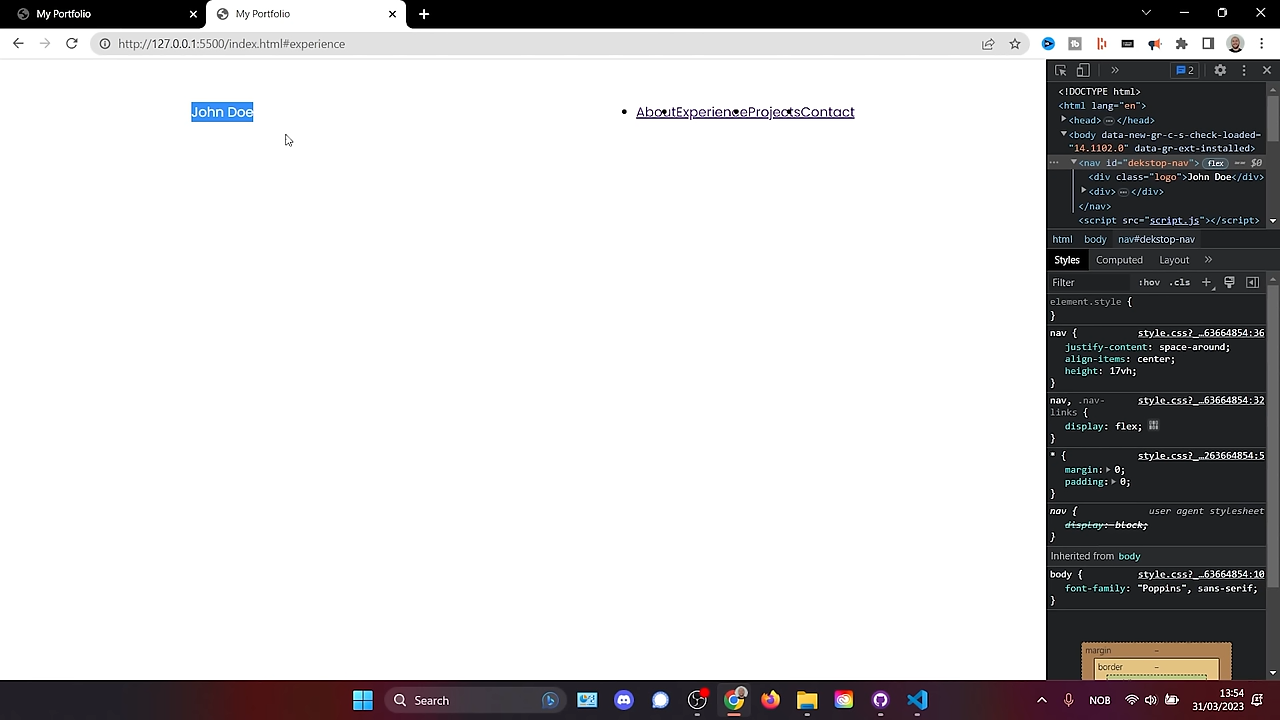 My Portfolio
My Portfolio
http://127.0.0.1:5500/index.html#experience
John Doe
AboutExperienceProjectsContact
2
<!DOCTYPE html>
<html lang="en">
<head> … </head>
<body data-new-gr-c-s-check-loaded=
"14.1102.0" data-gr-ext-installed>
<nav id="dekstop-nav"> flex == $0
<div class="logo">John Doe</div>
<div> … </div>
</nav>
<script src="script.js"></script>
html body nav#dekstop-nav
Styles Computed Layout
Filter :hov .cls
element.style {
}
nav { style.css?_…63664854:36
justify-content: space-around;
align-items: center;
height: 17vh;
}
nav, .nav- style.css?_…63664854:32
links {
display: flex;
}
* { style.css?_…263664854:5
margin: 0;
padding: 0;
}
nav { user agent stylesheet
display: block;
}
Inherited from body
body { style.css?_…63664854:10
font-family: "Poppins", sans-serif;
}
margin –
border –
Search
NOB
13:54
31/03/2023